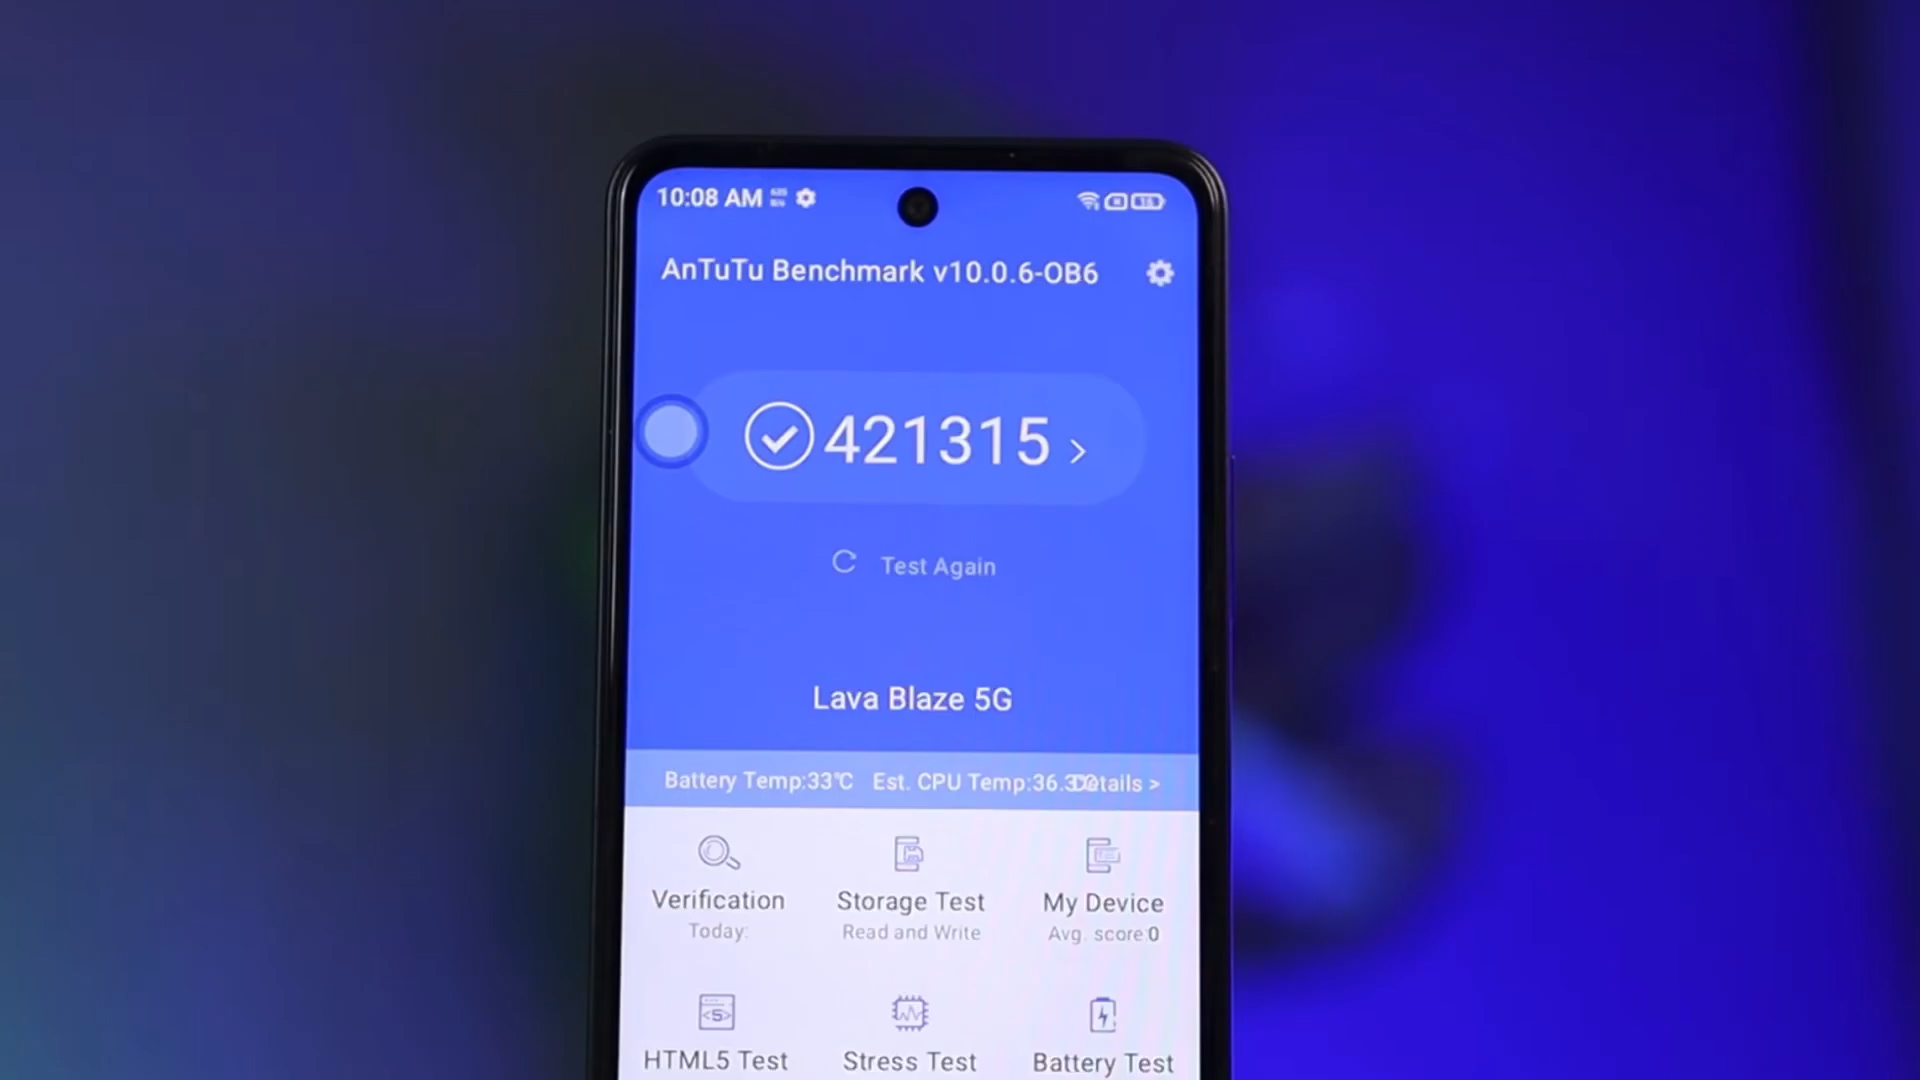 10:08 AM
AnTuTu Benchmark v10.0.6-OB6
421315 >
Test Again
Lava Blaze 5G
Battery Temp:33℃ Est. CPU Temp:36.3 Details >
Verification
Storage Test
My Device
Today:
Read and Write
Avg. score:0
<5>
HTML5 Test
Stress Test
Battery Test